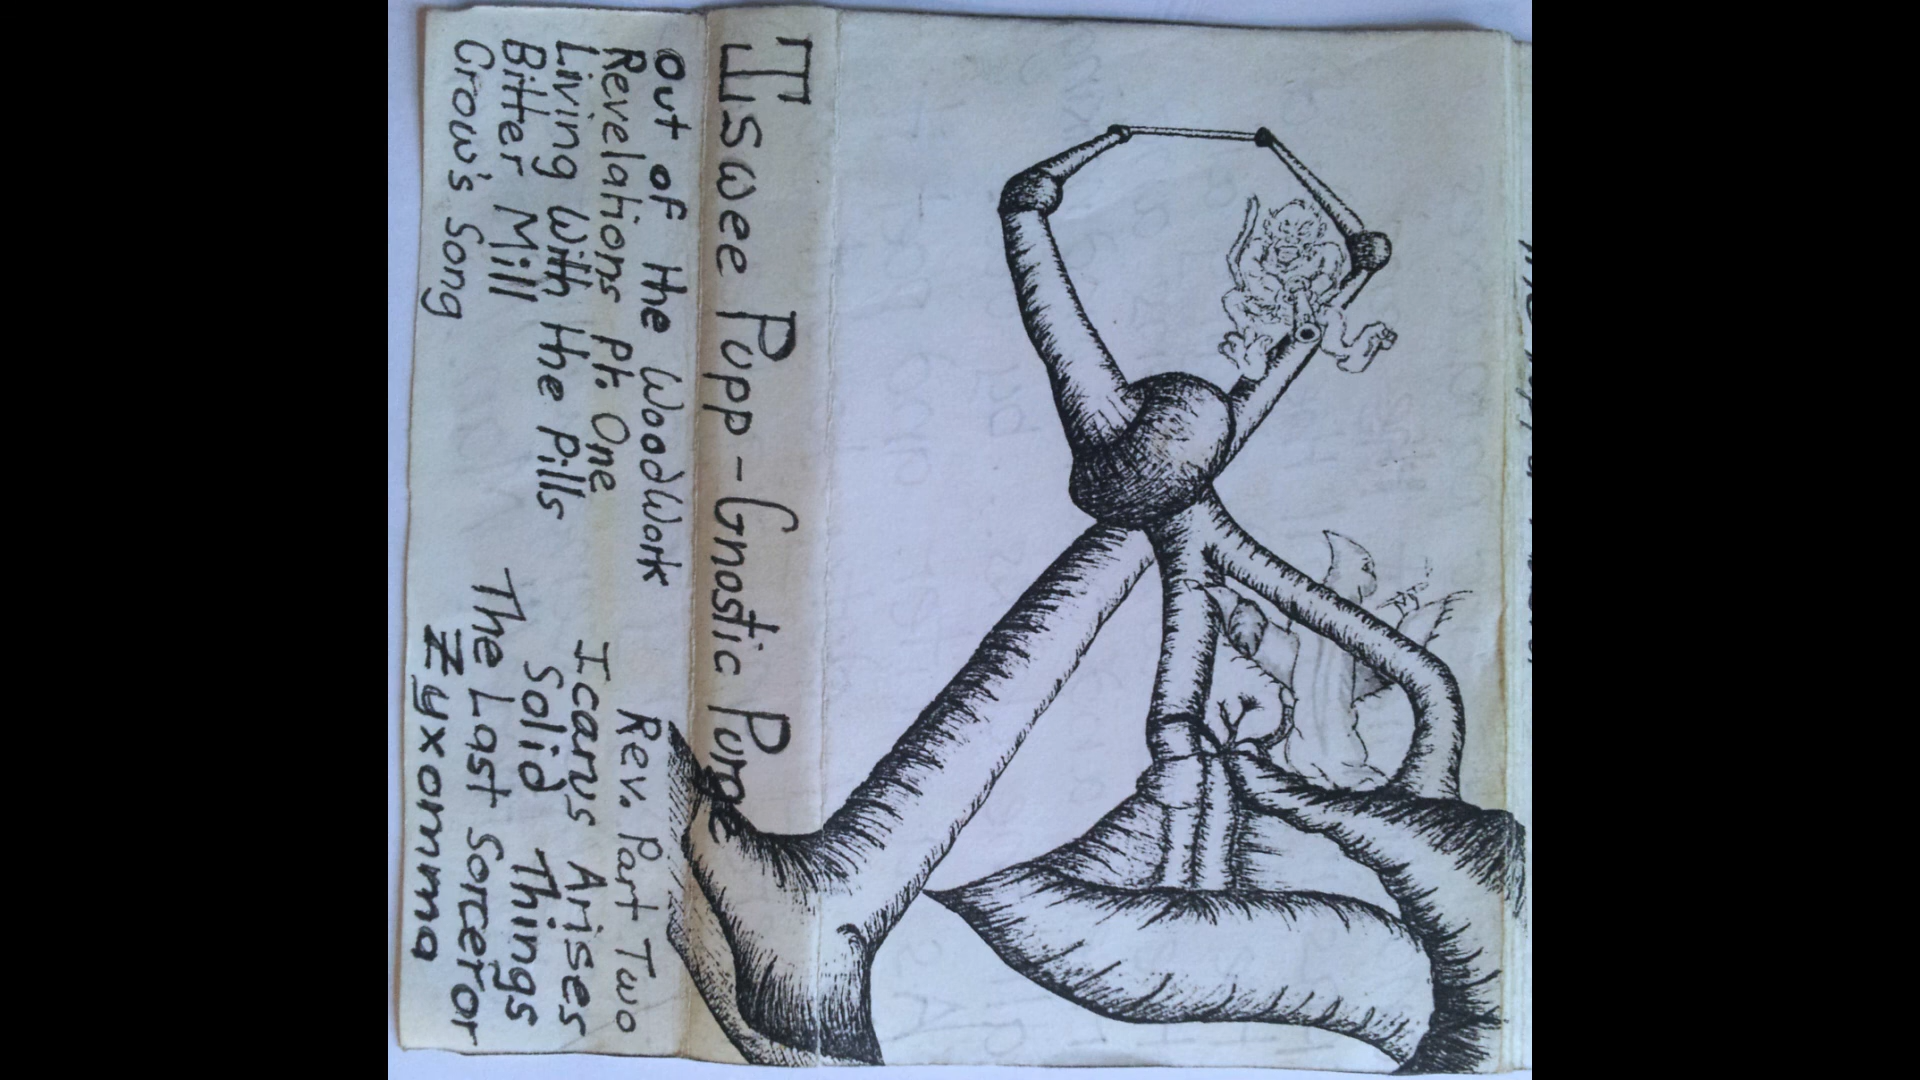 Tiswee Pupp - Gnostic Purge
Out of the WoodWork
Revelations pt. One
Living With the Pills
Bitter Mill
Crow's Song
Rev. Part Two
Icarus Arises
Solid Things
The Last Sorceror
Zyxomma